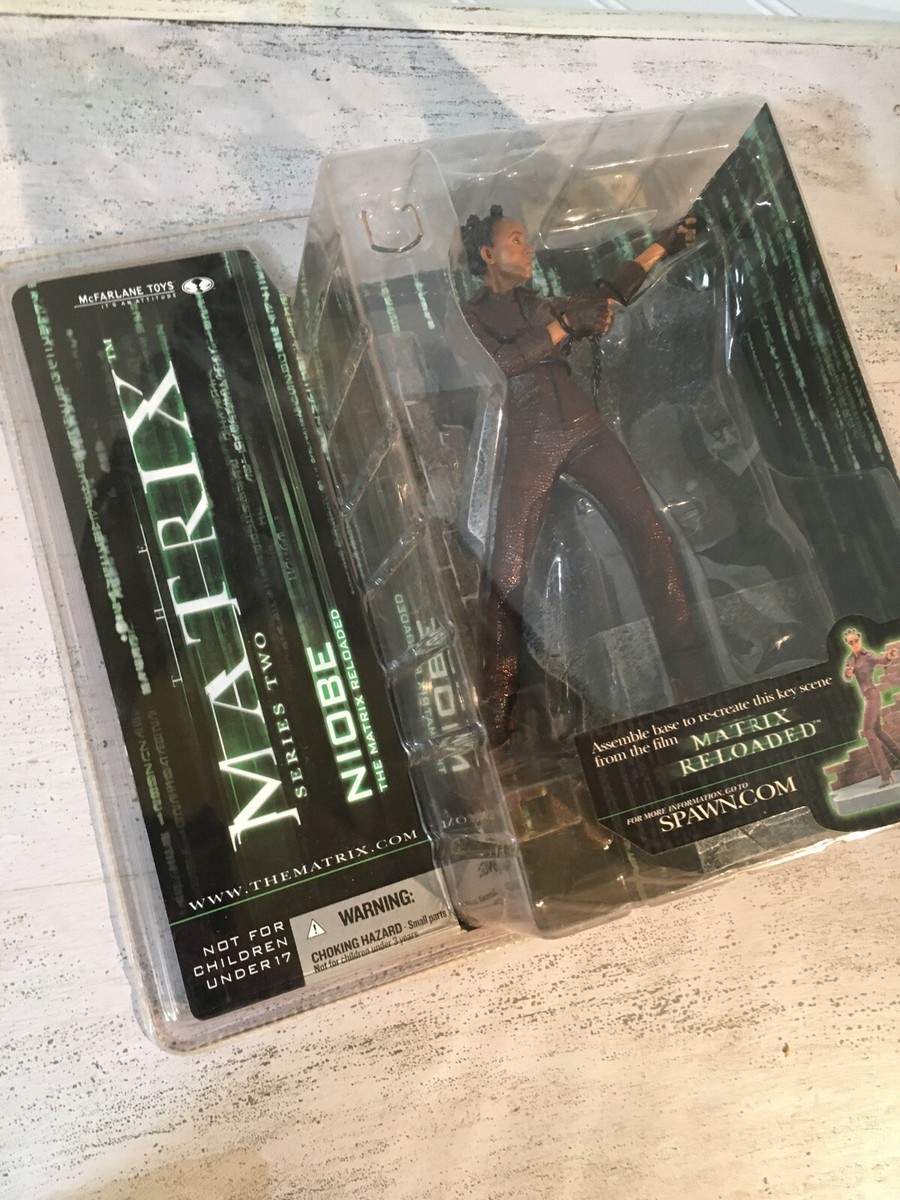 McFARLANE TOYS
IT'S AN ATTITUDE
THE
MATRIX™
SERIES TWO
NIOBE
THE MATRIX RELOADED
WWW.THEMATRIX.COM
NOT FOR
CHILDREN
UNDER 17
WARNING:
CHOKING HAZARD - Small parts
Not for children under 3 years.
Assemble base to re-create this key scene
from the film MATRIX
RELOADED™
FOR MORE INFORMATION, GO TO
SPAWN.COM